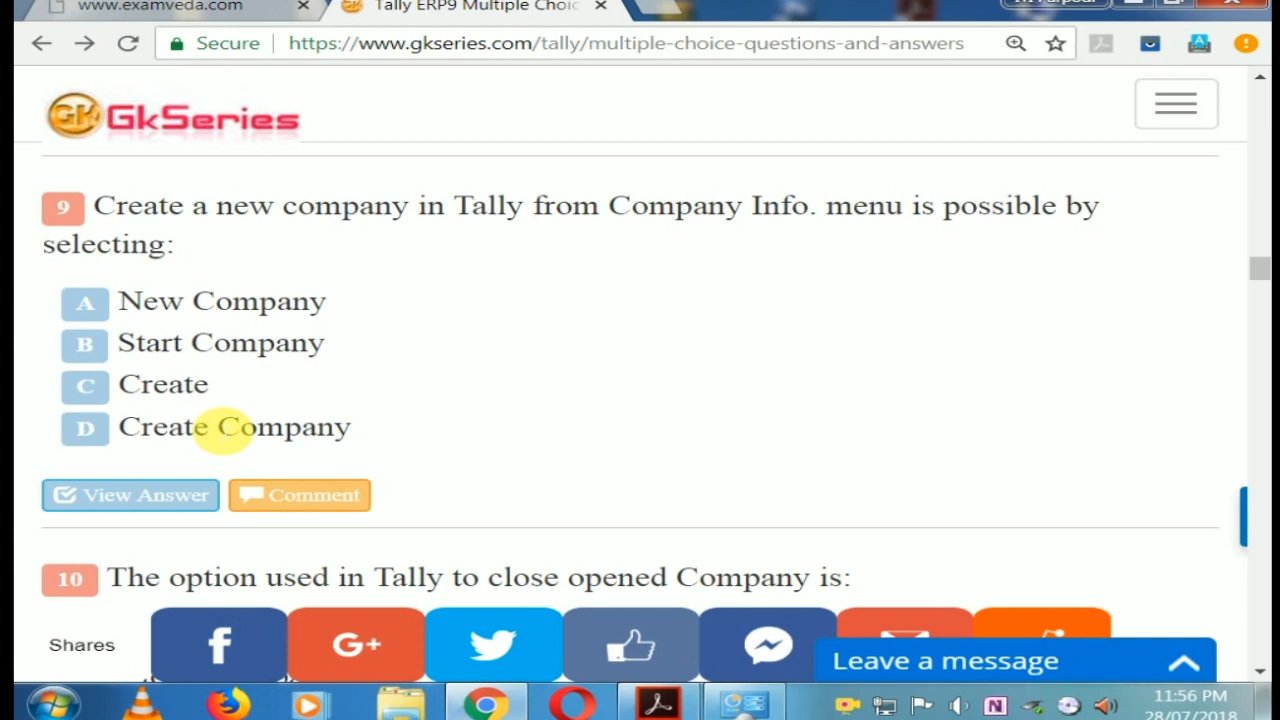 www.examveda.com
Tally ERP9 Multiple Choic
Secure
https://www.gkseries.com/tally/multiple-choice-questions-and-answers
GK GkSeries
9 Create a new company in Tally from Company Info. menu is possible by
selecting:
A New Company
B Start Company
C Create
D Create Company
View Answer
Comment
10 The option used in Tally to close opened Company is:
Shares
G+
Leave a message
11:56 PM
28/07/2018